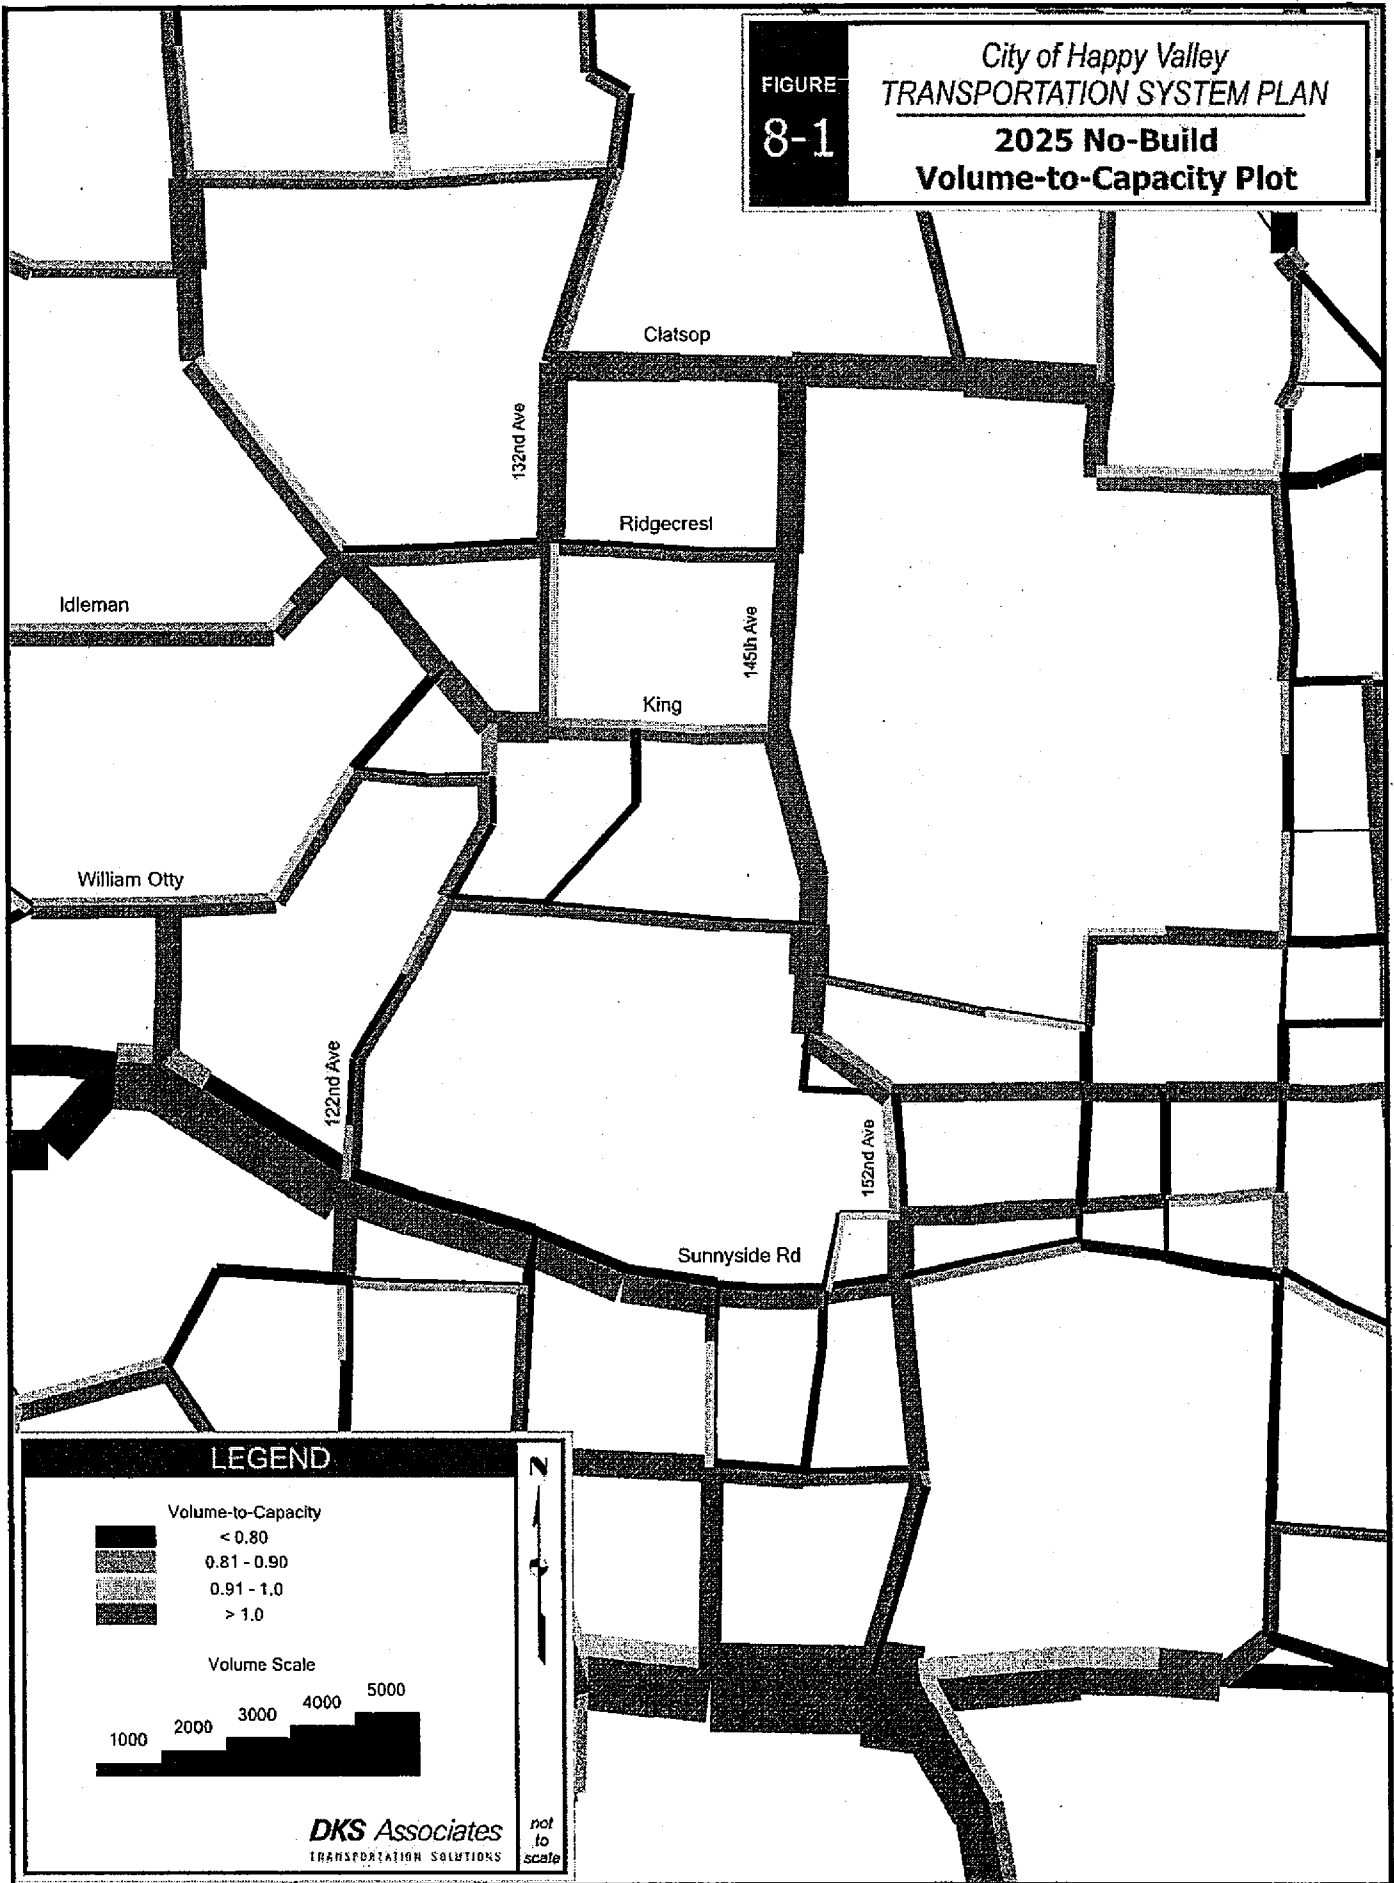 FIGURE
8-1
City of Happy Valley
TRANSPORTATION SYSTEM PLAN
2025 No-Build
Volume-to-Capacity Plot
Clatsop
132nd Ave
Ridgecrest
Idleman
145th Ave
King
William Otty
122nd Ave
152nd Ave
Sunnyside Rd
LEGEND
N
Volume-to-Capacity
< 0.80
0.81 - 0.90
0.91 - 1.0
> 1.0
Volume Scale
1000 2000 3000 4000 5000
DKS Associates
TRANSPORTATION SOLUTIONS
not
to
scale